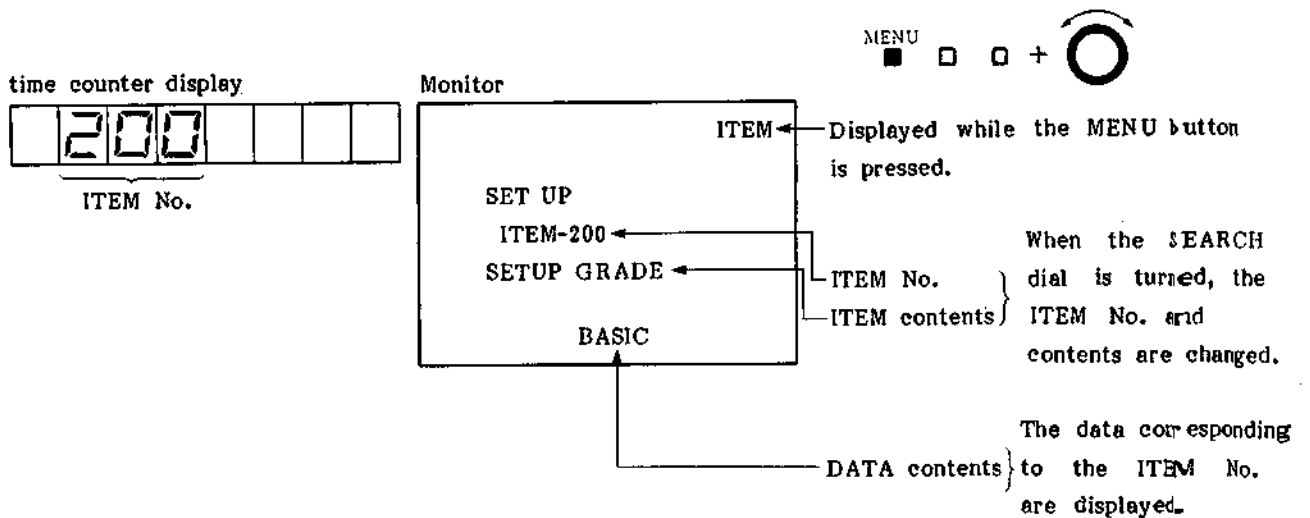 MENU
+
time counter display
200
ITEM No.
Monitor
ITEM
SET UP
ITEM-200
SETUP GRADE
BASIC
Displayed while the MENU button
is pressed.
ITEM No.
ITEM contents
When the SEARCH
dial is turned, the
ITEM No. and
contents are changed.
DATA contents
The data corresponding
to the ITEM No.
are displayed.